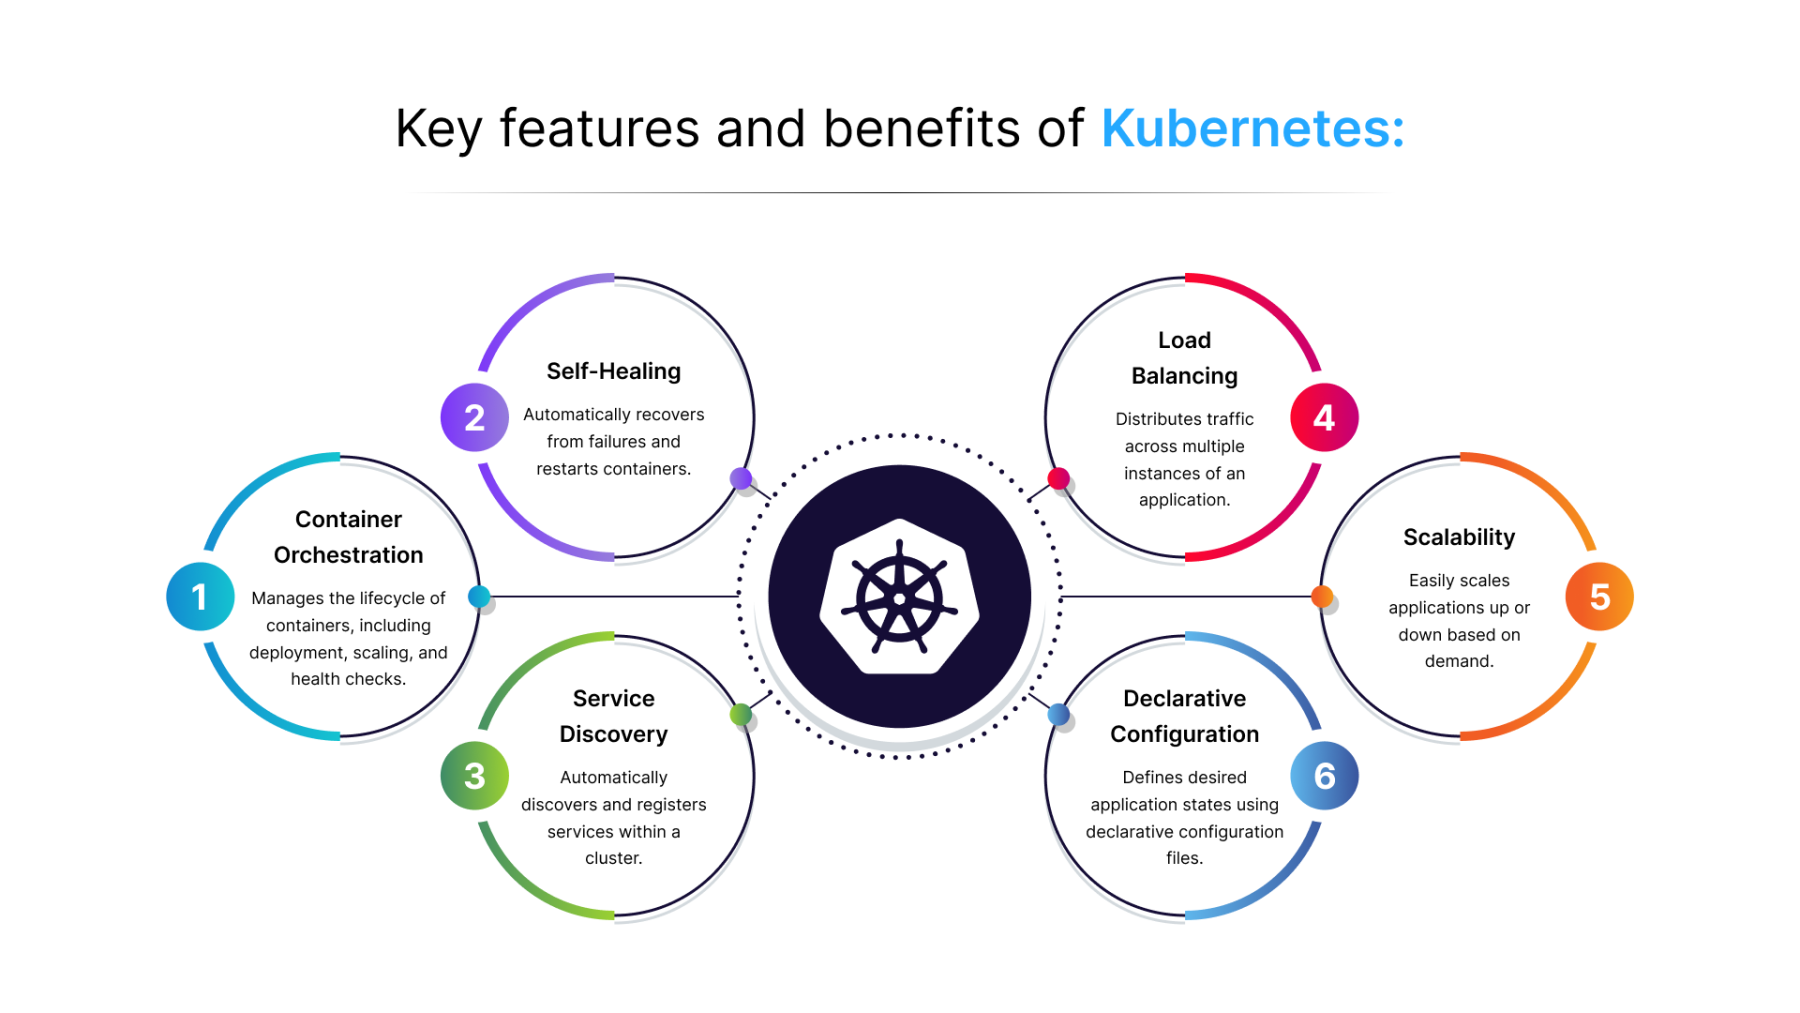 Key features and benefits of Kubernetes:
1
Container
Orchestration
Manages the lifecycle of
containers, including
deployment, scaling, and
health checks.
2
Self-Healing
Automatically recovers
from failures and
restarts containers.
3
Service
Discovery
Automatically
discovers and registers
services within a
cluster.
4
Load
Balancing
Distributes traffic
across multiple
instances of an
application.
5
Scalability
Easily scales
applications up or
down based on
demand.
6
Declarative
Configuration
Defines desired
application states using
declarative configuration
files.